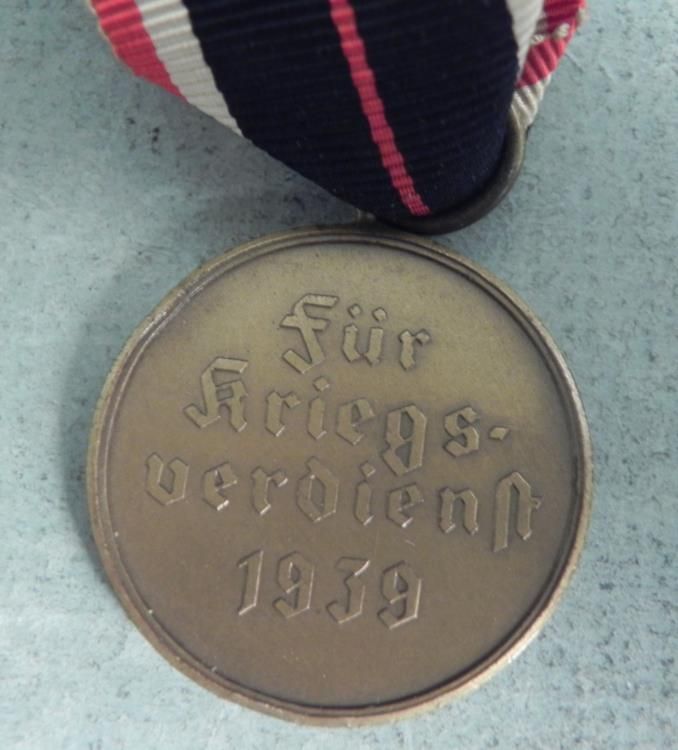 Für
Kriegs-
verdienst
1939